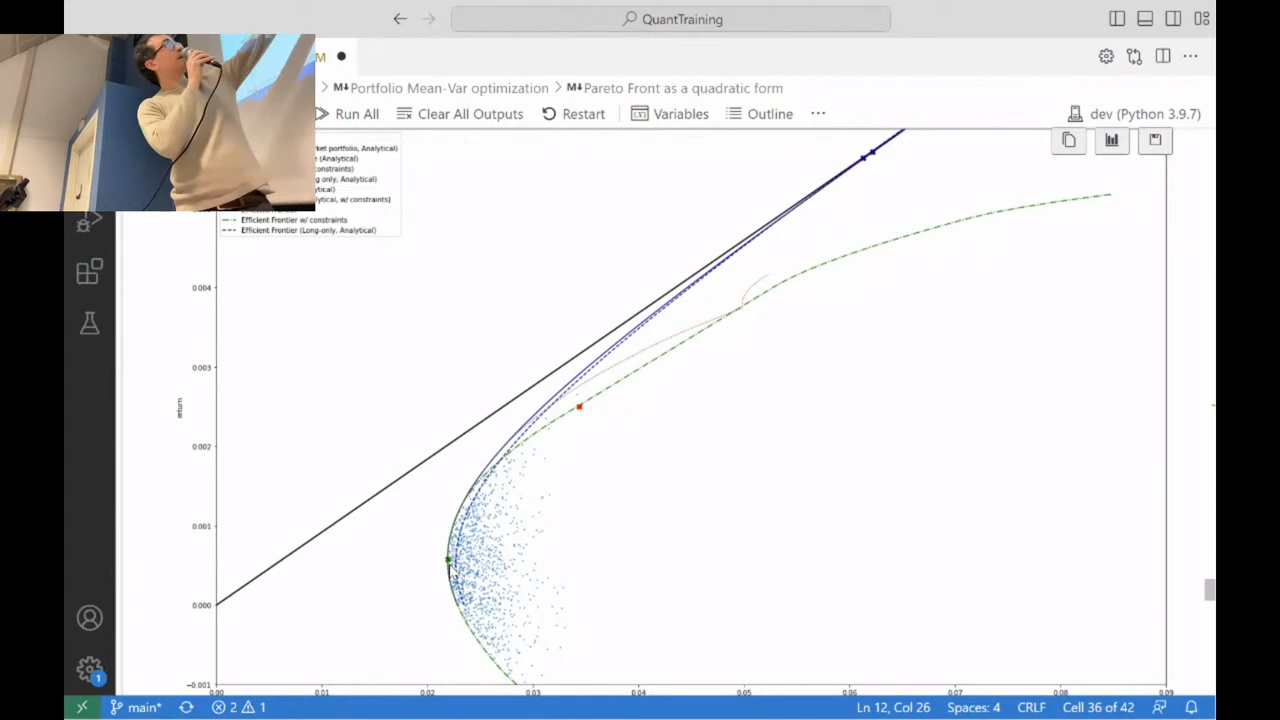 QuantTraining
M
Portfolio Mean-Var optimization > M↓Pareto Front as a quadratic form
Run All Clear All Outputs Restart Variables Outline ... dev (Python 3.9.7)
ket portfolio, Analytical)
(Analytical)
constraints)
g only, Analytical)
lytical)
lytical, w/ constraints)
Efficient Frontier w/ constraints
Efficient Frontier (Long-only, Analytical)
0.004
0.003
return
0.002
0.001
0.000
−0.001
0.00 0.01 0.02 0.03 0.04 0.05 0.06 0.07 0.08 0.09
1
main* 2 1 Ln 12, Col 26 Spaces: 4 CRLF Cell 36 of 42